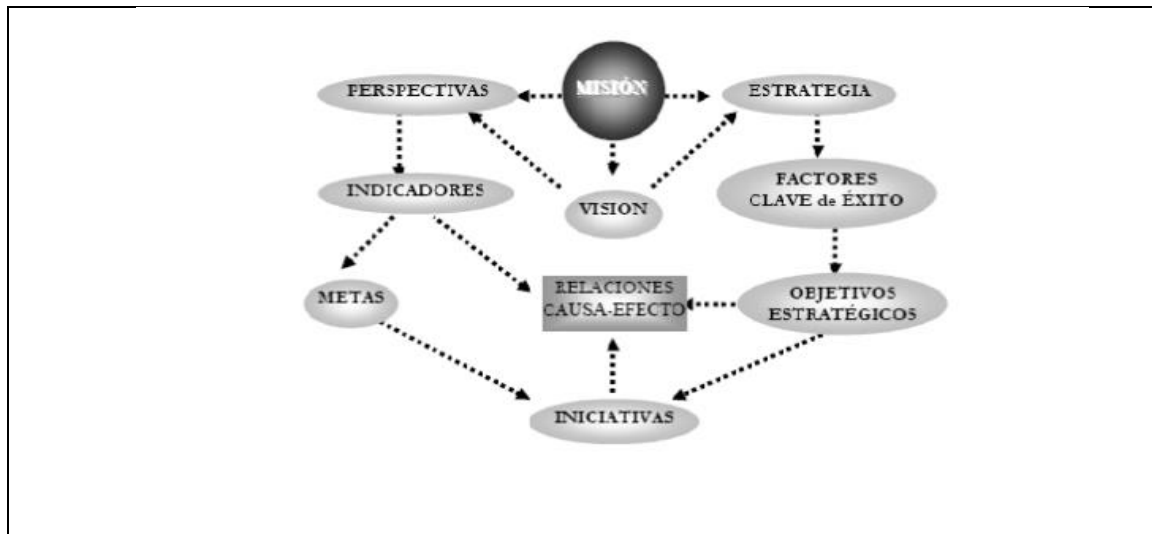 MISIÓN
PERSPECTIVAS
ESTRATEGIA
INDICADORES
VISION
FACTORES
CLAVE de ÉXITO
METAS
RELACIONES
CAUSA-EFECTO
OBJETIVOS
ESTRATÉGICOS
INICIATIVAS